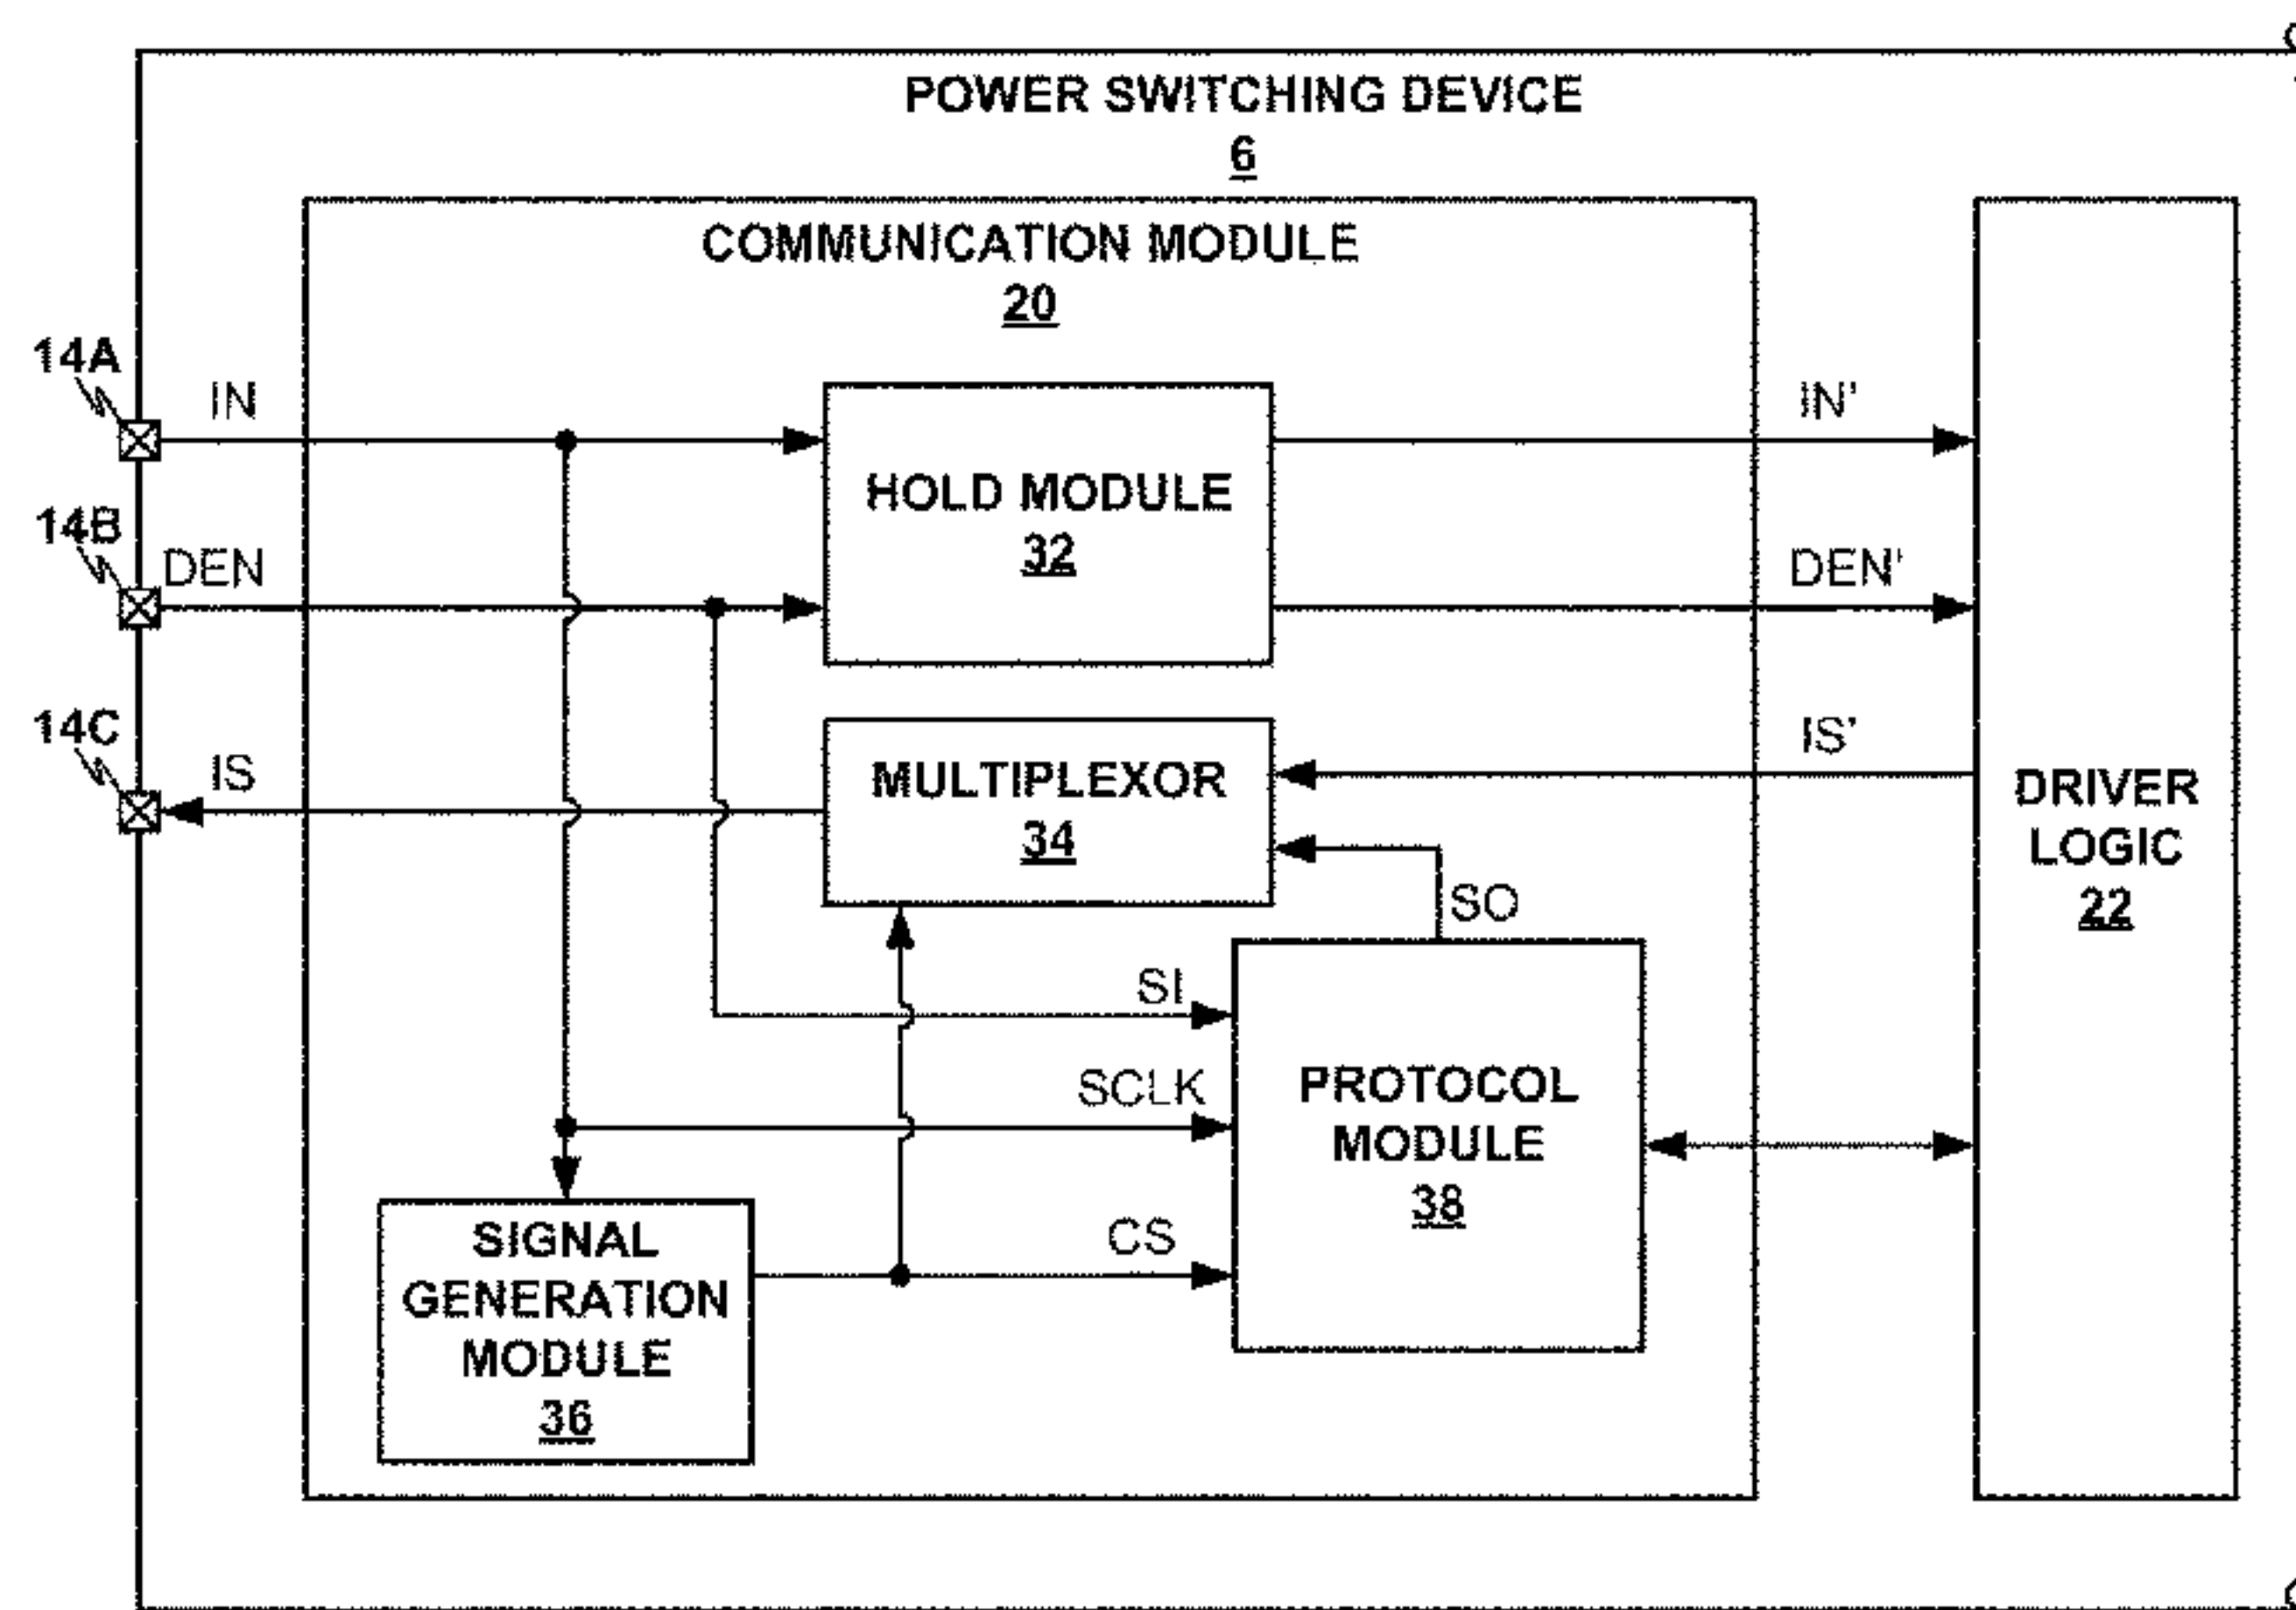 POWER SWITCHING DEVICE
6
COMMUNICATION MODULE
20
14A
IN
IN'
HOLD MODULE
32
14B
DEN
DEN'
14C
IS
IS'
MULTIPLEXOR
34
DRIVER
LOGIC
22
SO
SI
SCLK
PROTOCOL
MODULE
38
CS
SIGNAL
GENERATION
MODULE
36